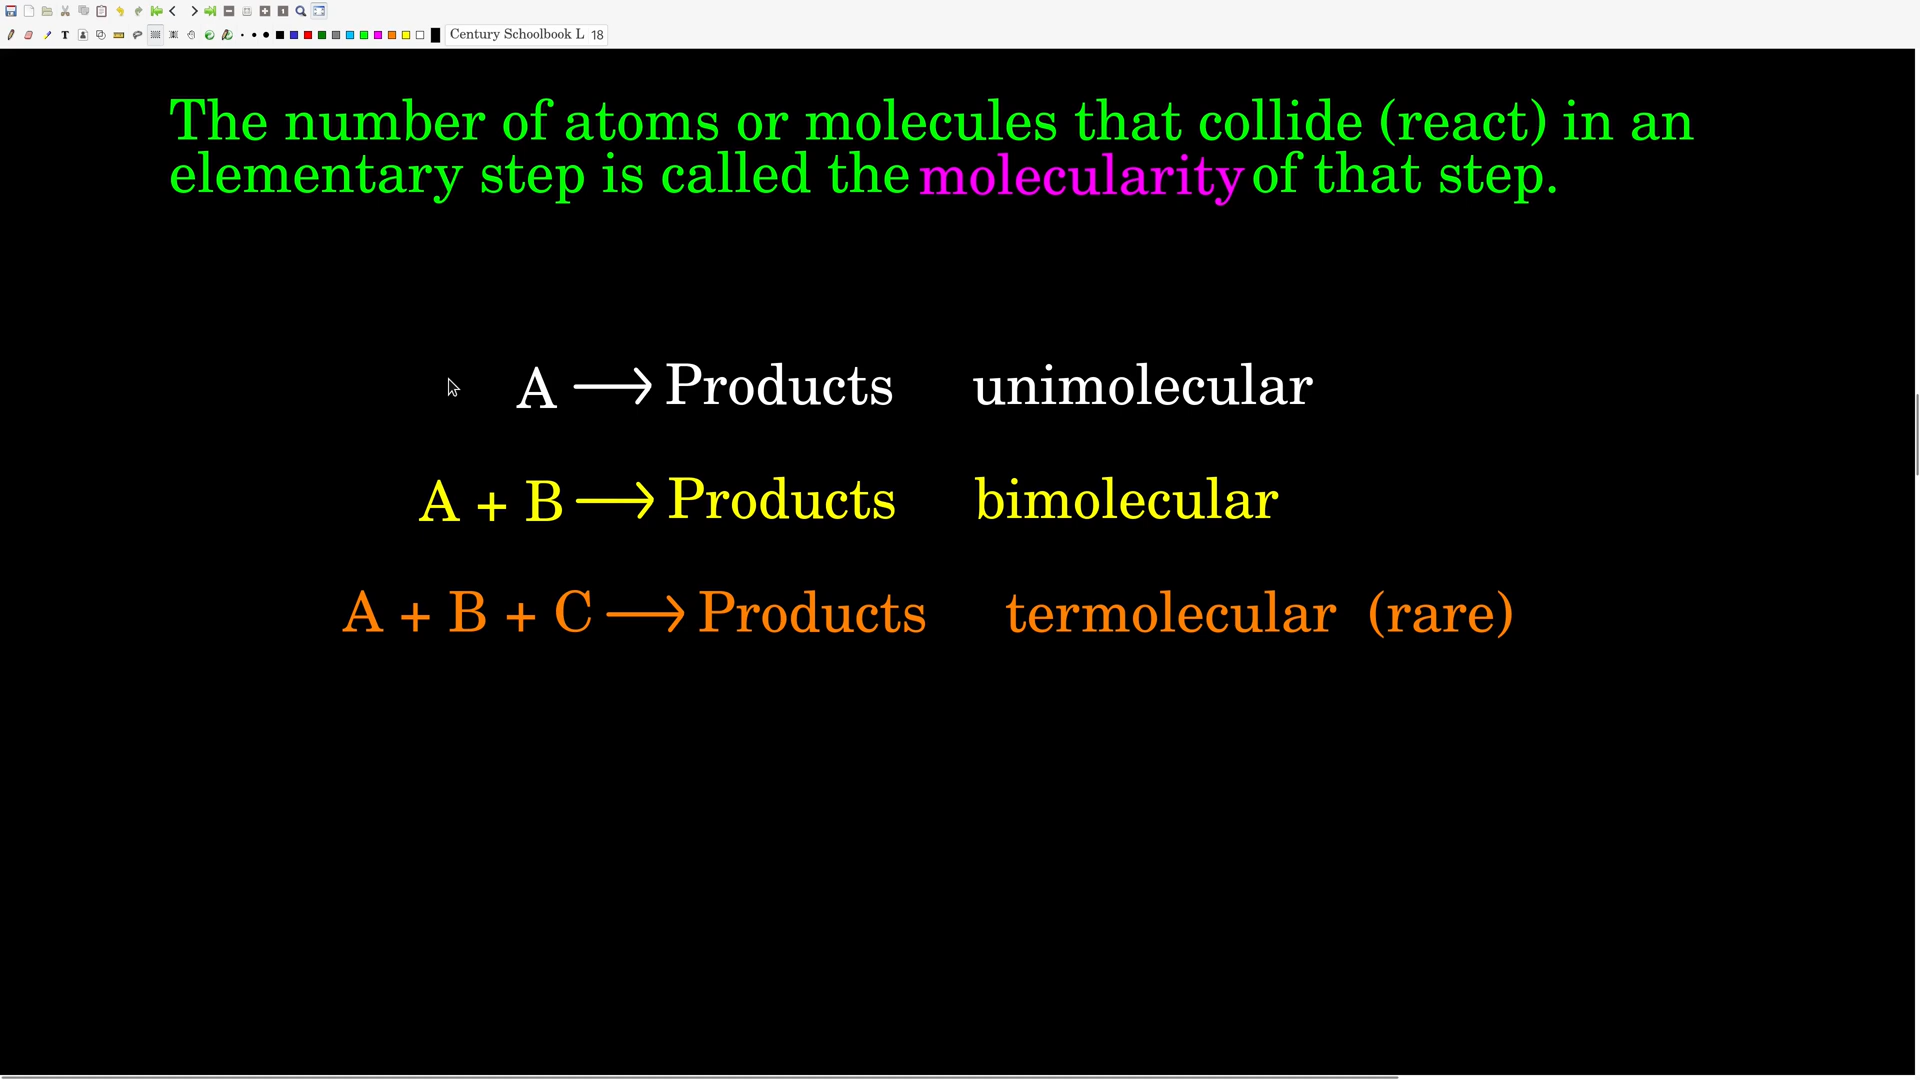 Century Schoolbook L 18
The number of atoms or molecules that collide (react) in an
elementary step is called the molecularity of that step.
A ⟶ Products unimolecular
A + B ⟶ Products bimolecular
A + B + C ⟶ Products termolecular (rare)